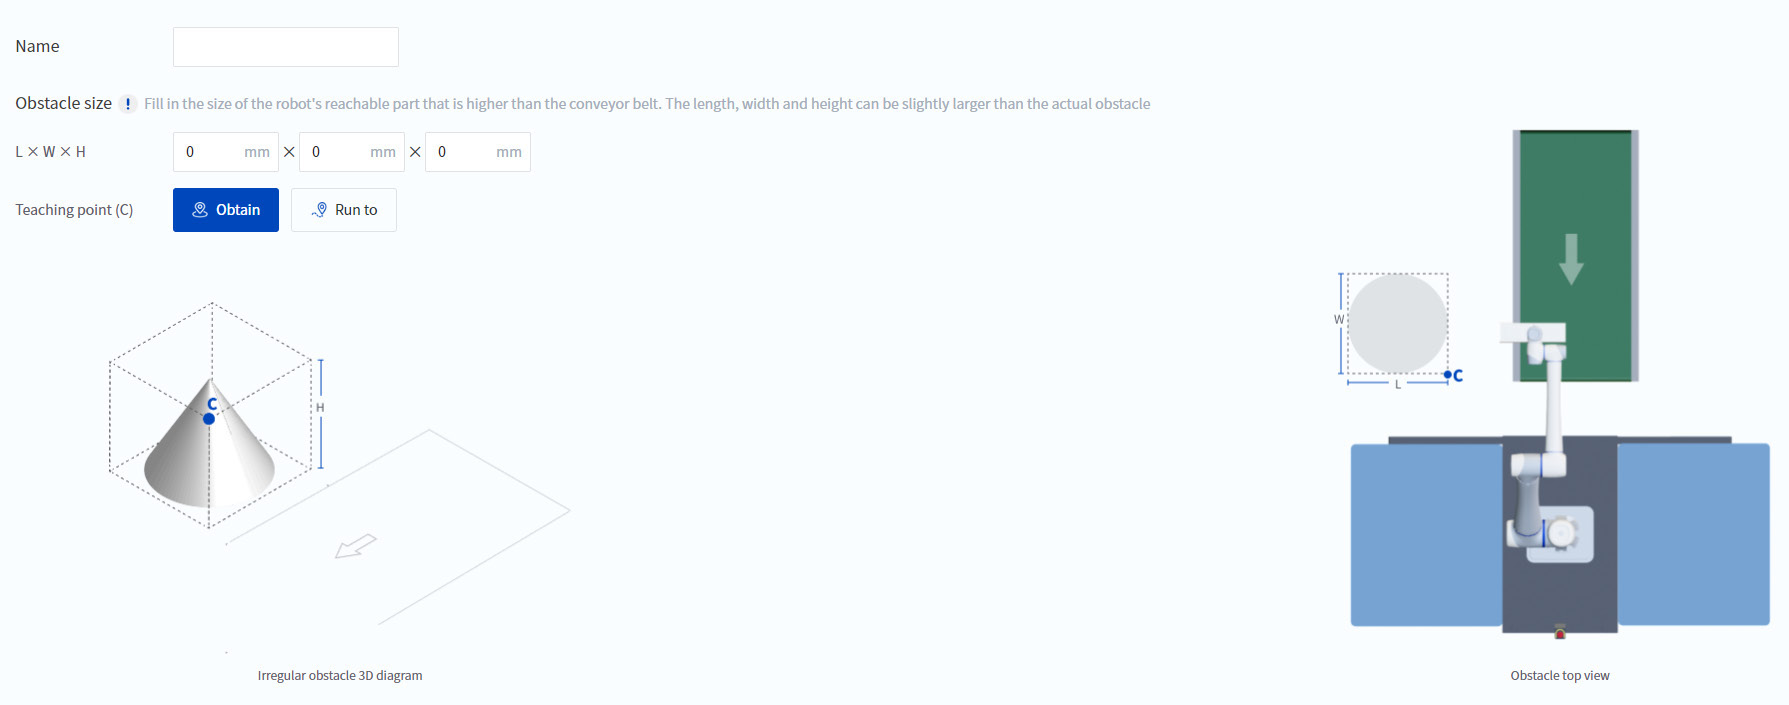 Name
Obstacle size ! Fill in the size of the robot's reachable part that is higher than the conveyor belt. The length, width and height can be slightly larger than the actual obstacle
L × W × H 0 mm × 0 mm × 0 mm
Teaching point (C) Obtain Run to
C
H
W
L
C
Irregular obstacle 3D diagram
Obstacle top view